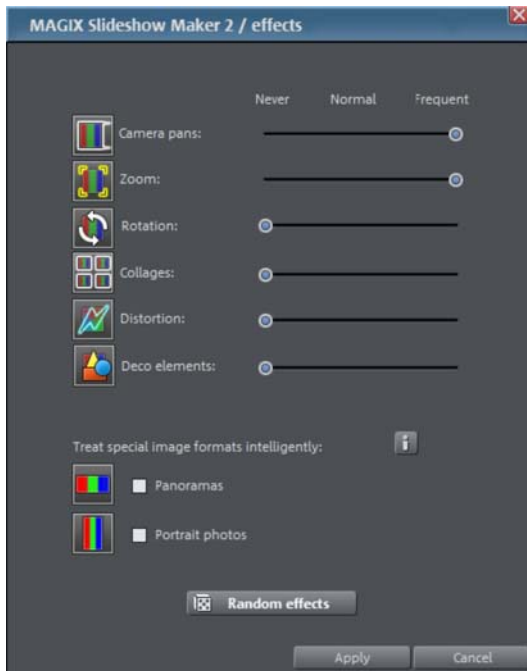 MAGIX Slideshow Maker 2 / effects
Never Normal Frequent
Camera pans:
Zoom:
Rotation:
Collages:
Distortion:
Deco elements:
Treat special image formats intelligently:
Panoramas
Portrait photos
Random effects
Apply Cancel